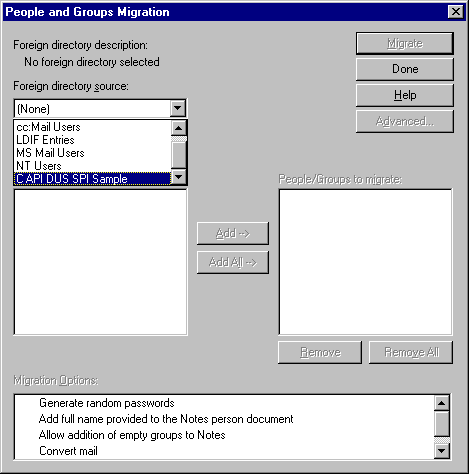 People and Groups Migration
Foreign directory description:
No foreign directory selected
Migrate
Done
Help
Advanced...
Foreign directory source:
(None)
cc:Mail Users
LDIF Entries
MS Mail Users
NT Users
C API DUS SPI Sample
People/Groups to migrate:
Add -->
Add All -->
Remove
Remove All
Migration Options:
Generate random passwords
Add full name provided to the Notes person document
Allow addition of empty groups to Notes
Convert mail